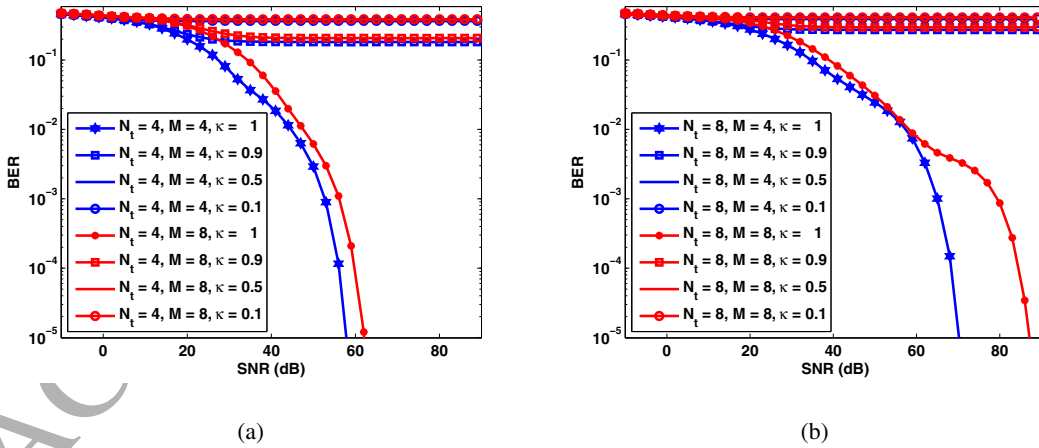 10^{-1}
10^{-2}
10^{-3}
10^{-4}
10^{-5}
BER
N_t = 4, M = 4, κ = 1
N_t = 4, M = 4, κ = 0.9
N_t = 4, M = 4, κ = 0.5
N_t = 4, M = 4, κ = 0.1
N_t = 4, M = 8, κ = 1
N_t = 4, M = 8, κ = 0.9
N_t = 4, M = 8, κ = 0.5
N_t = 4, M = 8, κ = 0.1
0 20 40 60 80
SNR (dB)
(a)
10^{-1}
10^{-2}
10^{-3}
10^{-4}
10^{-5}
BER
N_t = 8, M = 4, κ = 1
N_t = 8, M = 4, κ = 0.9
N_t = 8, M = 4, κ = 0.5
N_t = 8, M = 4, κ = 0.1
N_t = 8, M = 8, κ = 1
N_t = 8, M = 8, κ = 0.9
N_t = 8, M = 8, κ = 0.5
N_t = 8, M = 8, κ = 0.1
0 20 40 60 80
SNR (dB)
(b)
AC